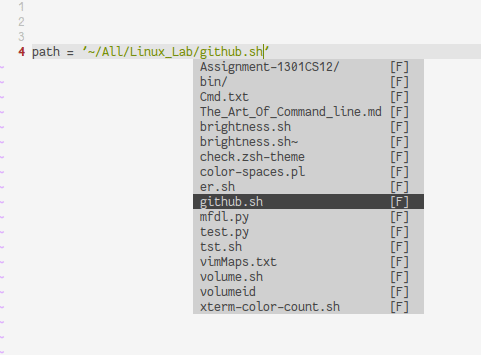 1
2
3
4 path = '~/All/Linux_Lab/github.sh'
~ Assignment-1301CS12/ [F]
~ bin/ [F]
~ Cmd.txt [F]
~ The_Art_Of_Command_line.md [F]
~ brightness.sh [F]
~ brightness.sh~ [F]
~ check.zsh-theme [F]
~ color-spaces.pl [F]
~ er.sh [F]
~ github.sh [F]
~ mfdl.py [F]
~ test.py [F]
~ tst.sh [F]
~ vimMaps.txt [F]
~ volume.sh [F]
~ volumeid [F]
~ xterm-color-count.sh [F]
~
~
~